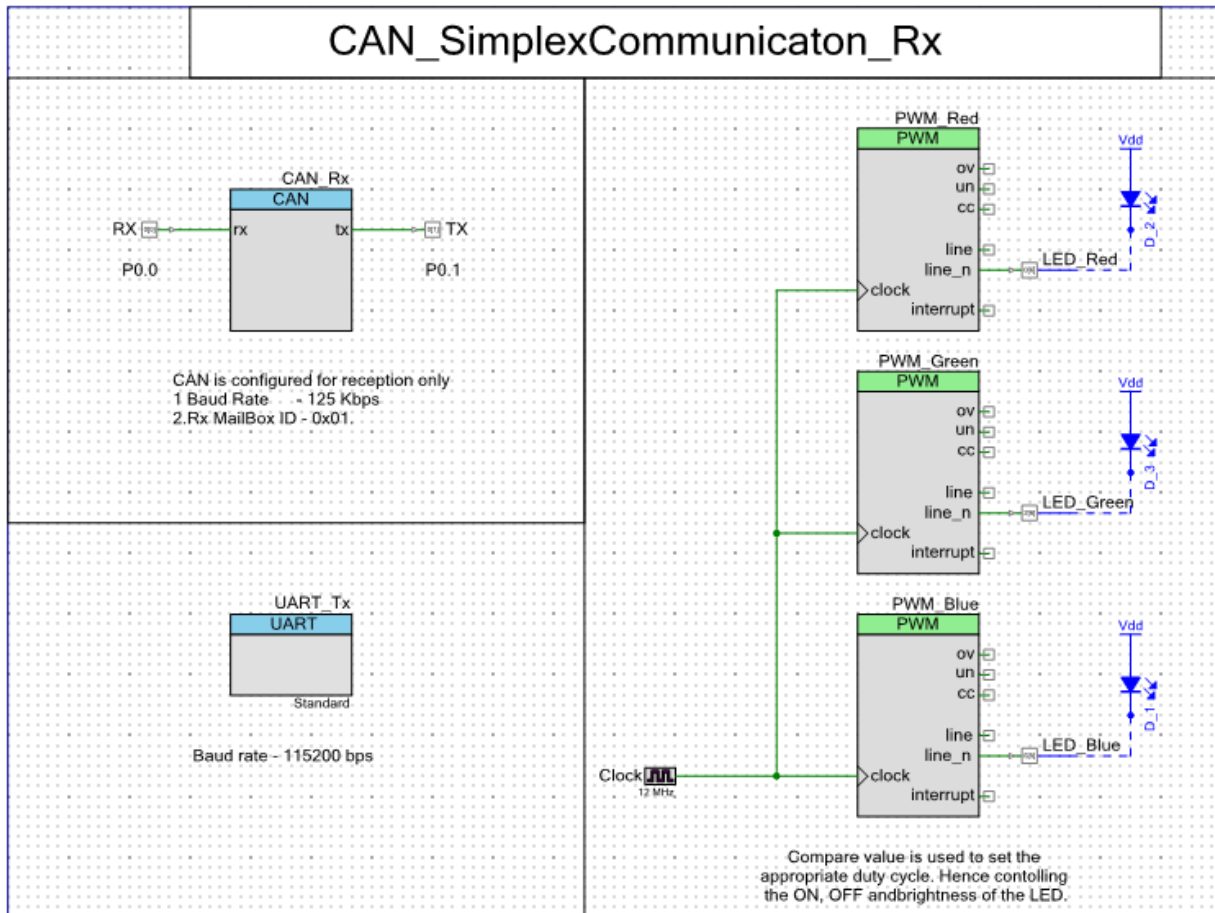 CAN_SimplexCommunicaton_Rx
CAN_Rx
CAN
RX
rx
tx
TX
P0.0
P0.1
CAN is configured for reception only
1 Baud Rate - 125 Kbps
2.Rx MailBox ID - 0x01.
UART_Tx
UART
Standard
Baud rate - 115200 bps
PWM_Red
PWM
ov
un
cc
line
line_n
clock
interrupt
LED_Red
Vdd
D_2
PWM_Green
PWM
ov
un
cc
line
line_n
clock
interrupt
LED_Green
Vdd
D_3
PWM_Blue
PWM
ov
un
cc
line
line_n
clock
interrupt
LED_Blue
Vdd
D_1
Clock
12 MHz
Compare value is used to set the
appropriate duty cycle. Hence contolling
the ON, OFF andbrightness of the LED.